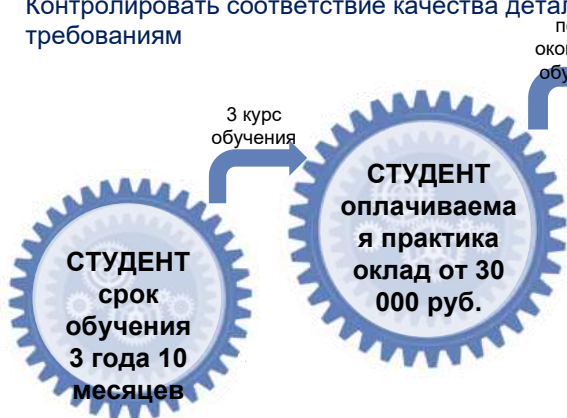 Контролировать соответствие качества
требованиям
3 курс
обучения
СТУДЕНТ
оплачиваема
я практика
оклад от 30
000 руб.
СТУДЕНТ
срок
обучения
3 года 10
месяцев